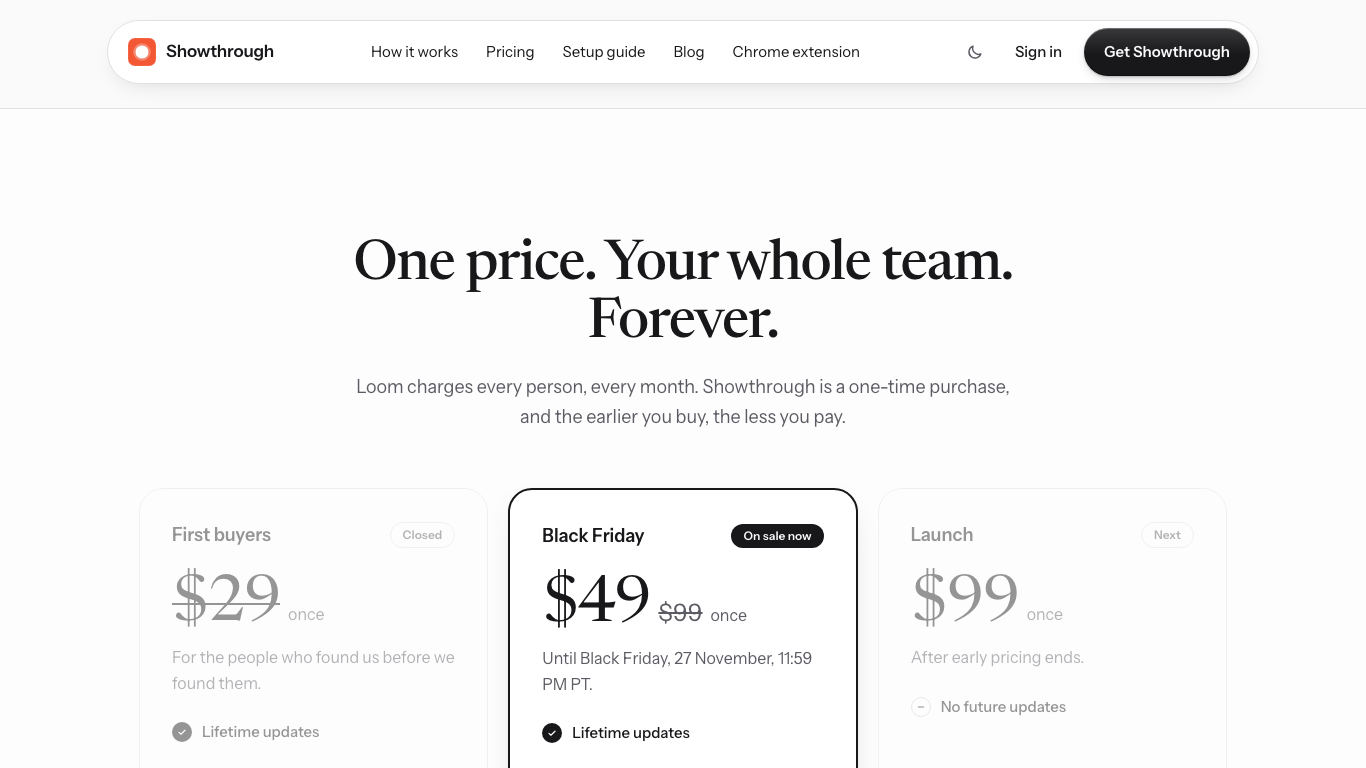 Showthrough
How it works
Pricing
Setup guide
Blog
Chrome extension
Sign in
Get Showthrough
One price. Your whole team.
Forever.
Loom charges every person, every month. Showthrough is a one-time purchase,
and the earlier you buy, the less you pay.
First buyers
Closed
$29 once
For the people who found us before we
found them.
Lifetime updates
Black Friday
On sale now
$49 $99 once
Until Black Friday, 27 November, 11:59
PM PT.
Lifetime updates
Launch
Next
$99 once
After early pricing ends.
No future updates